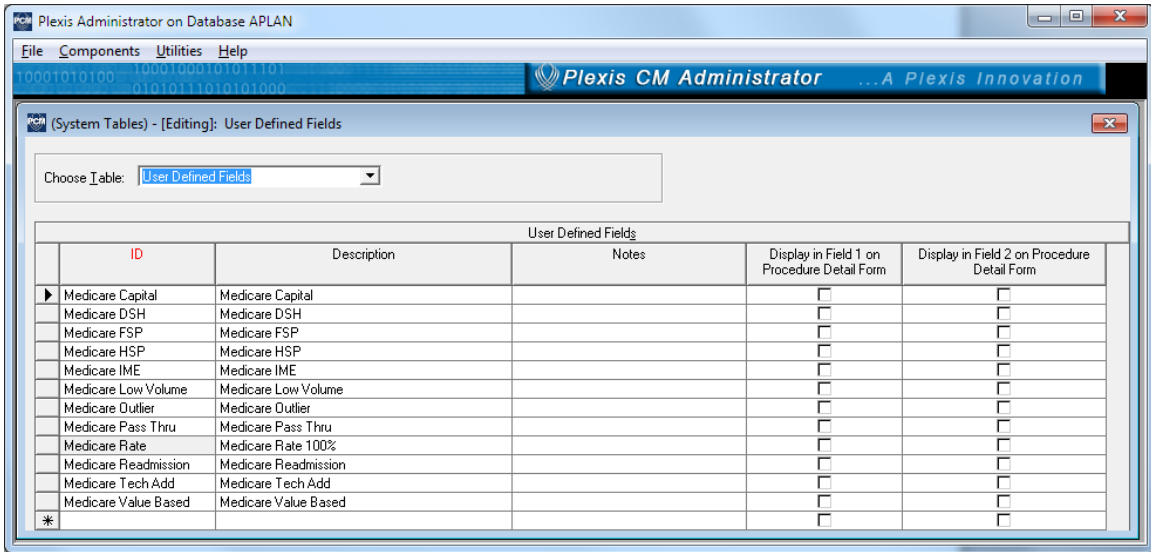 PCM Plexis Administrator on Database APLAN
File Components Utilities Help
10001010100 10001000101011101
01010111010101000
Plexis CM Administrator ...A Plexis Innovation
PCM (System Tables) - [Editing]: User Defined Fields
Choose Table: User Defined Fields
User Defined Fields
ID Description Notes Display in Field 1 on Procedure Detail Form Display in Field 2 on Procedure Detail Form
Medicare Capital Medicare Capital
Medicare DSH Medicare DSH
Medicare FSP Medicare FSP
Medicare HSP Medicare HSP
Medicare IME Medicare IME
Medicare Low Volume Medicare Low Volume
Medicare Outlier Medicare Outlier
Medicare Pass Thru Medicare Pass Thru
Medicare Rate Medicare Rate 100%
Medicare Readmission Medicare Readmission
Medicare Tech Add Medicare Tech Add
Medicare Value Based Medicare Value Based